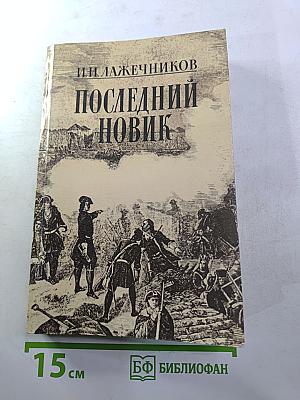 И.И. ЛАЖЕЧНИКОВ
ПОСЛЕДНИЙ
НОВИК
15 см
БФ БИБЛИОФАН